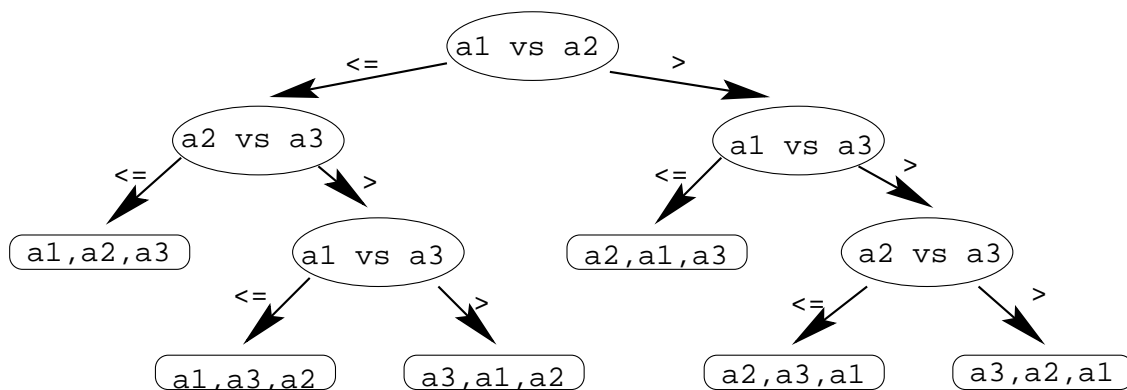 a1 vs a2
<=
>
a2 vs a3
a1 vs a3
<=
>
<=
>
a1,a2,a3
a1 vs a3
a2,a1,a3
a2 vs a3
<=
>
<=
>
a1,a3,a2
a3,a1,a2
a2,a3,a1
a3,a2,a1